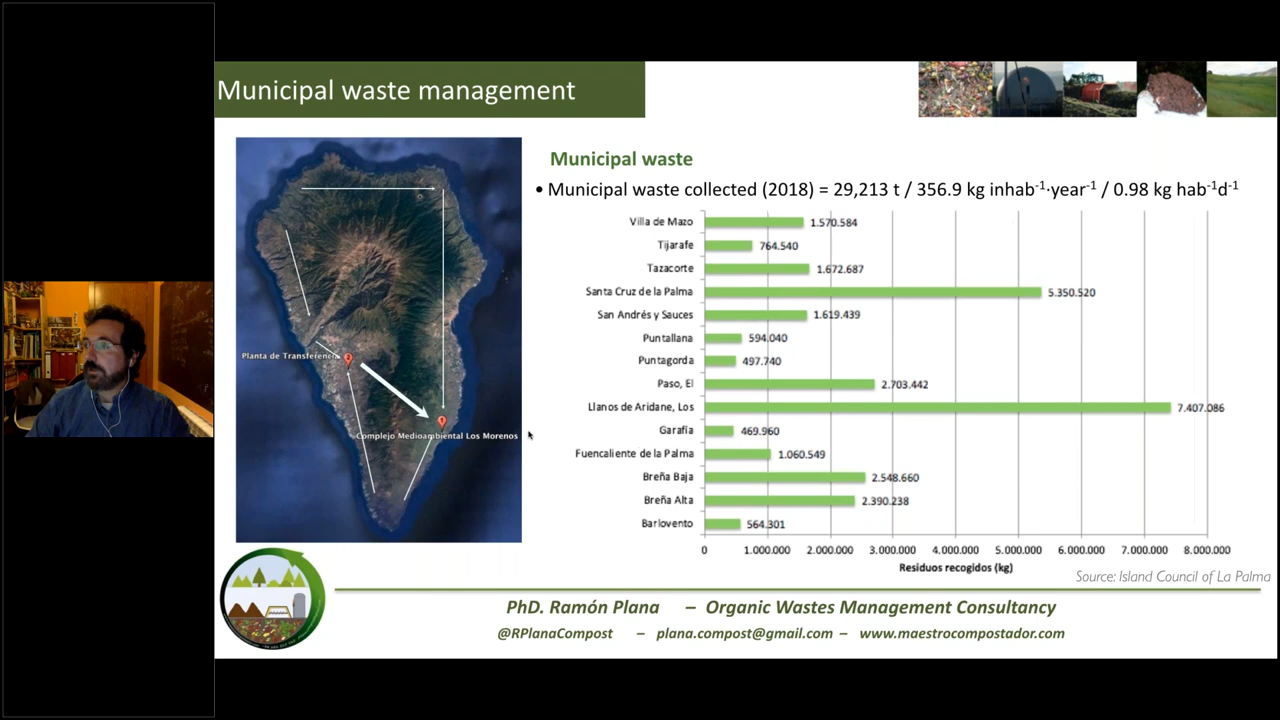 Municipal waste management
Municipal waste
• Municipal waste collected (2018) = 29,213 t / 356.9 kg inhab⁻¹·year⁻¹ / 0.98 kg hab⁻¹d⁻¹
Planta de Transferenc
Complejo Medioambiental Los Morenos
Villa de Mazo 1.570.584
Tijarafe 764.540
Tazacorte 1.672.687
Santa Cruz de la Palma 5.350.520
San Andrés y Sauces 1.619.439
Puntallana 594.040
Puntagorda 497.740
Paso, El 2.703.442
Llanos de Aridane, Los 7.407.086
Garafía 469.960
Fuencaliente de la Palma 1.060.549
Breña Baja 2.548.660
Breña Alta 2.390.238
Barlovento 564.301
0 1.000.000 2.000.000 3.000.000 4.000.000 5.000.000 6.000.000 7.000.000 8.000.000
Residuos recogidos (kg)
Source: Island Council of La Palma
PhD. Ramón Plana – Organic Wastes Management Consultancy
@RPlanaCompost – plana.compost@gmail.com – www.maestrocompostador.com